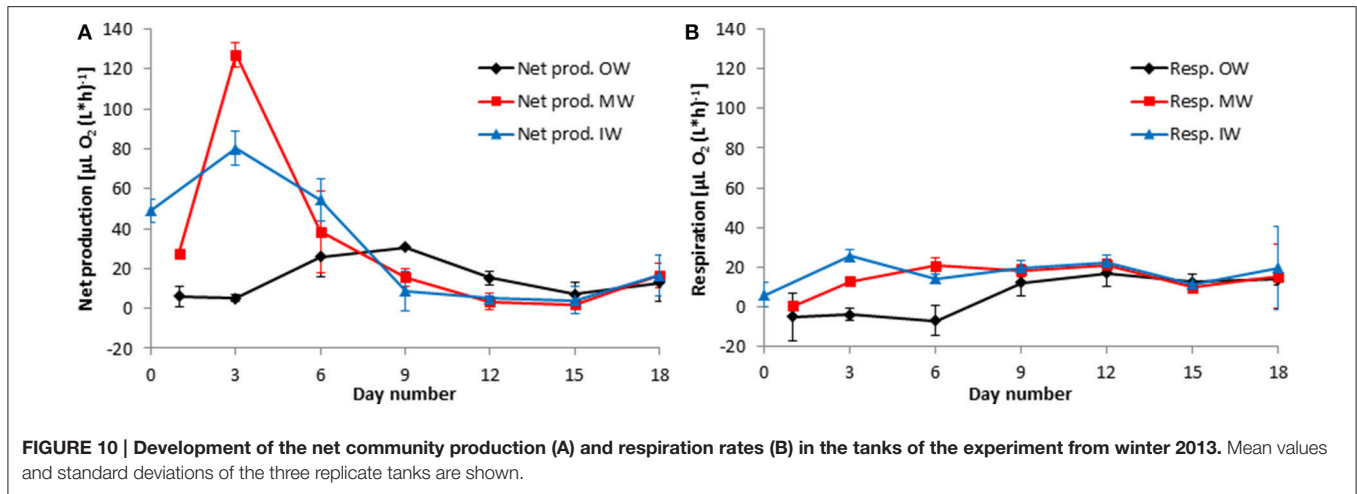 A
140
120
100
80
60
40
20
0
-20
Net production [µL O₂ (L*h)⁻¹]
Net prod. OW
Net prod. MW
Net prod. IW
0 3 6 9 12 15 18
Day number
B
140
120
100
80
60
40
20
0
-20
Respiration [µL O₂ (L*h)⁻¹]
Resp. OW
Resp. MW
Resp. IW
0 3 6 9 12 15 18
Day number
FIGURE 10 | Development of the net community production (A) and respiration rates (B) in the tanks of the experiment from winter 2013. Mean values
and standard deviations of the three replicate tanks are shown.